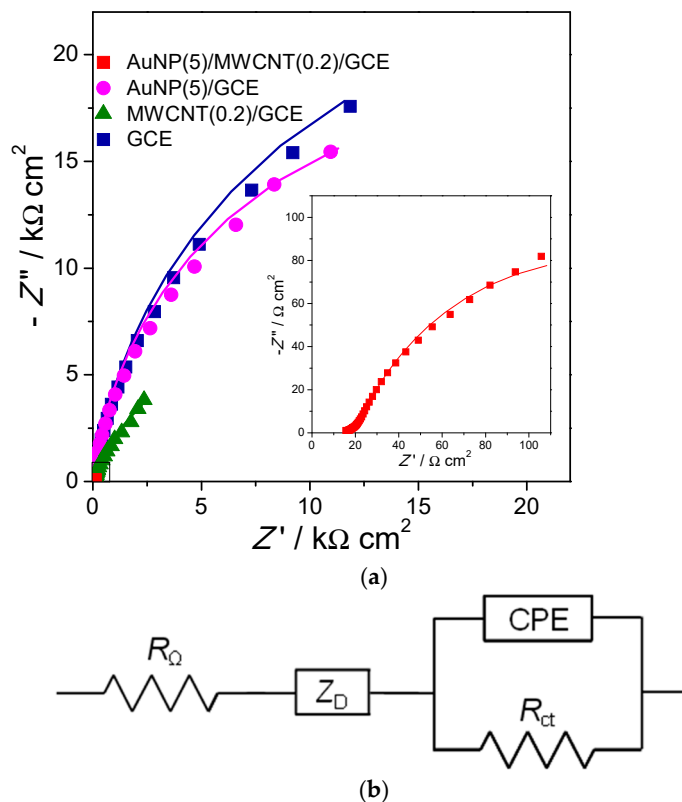 AuNP(5)/MWCNT(0.2)/GCE
AuNP(5)/GCE
MWCNT(0.2)/GCE
GCE
- Z" / kΩ cm²
20
15
10
5
0
0 5 10 15 20
Z' / kΩ cm²
-Z" / Ω cm²
100
80
60
40
20
0
0 20 40 60 80 100
Z' / Ω cm²
(a)
RΩ
ZD
CPE
Rct
(b)